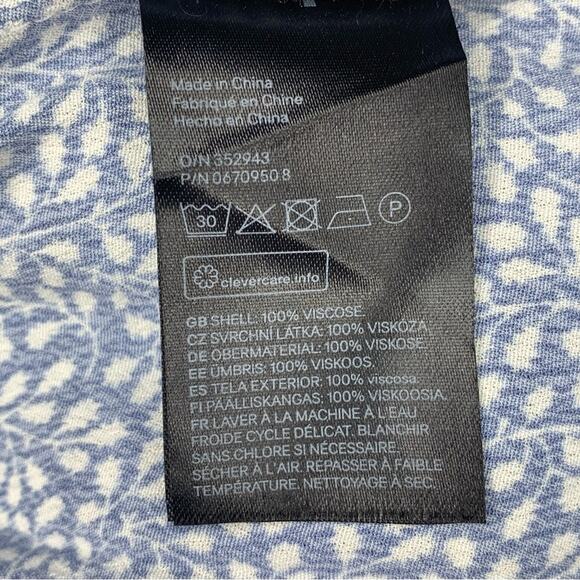 Made in China
Fabriqué en Chine
Hecho en China
O/N 352943
P/N 0670950 8
30 P
clevercare.info
GB SHELL: 100% VISCOSE.
CZ SVRCHNÍ LÁTKA: 100% VISKÓZA
DE OBERMATERIAL: 100% VISKOSE.
EE ÜMBRIS: 100% VISKOOS.
ES TELA EXTERIOR: 100% viscosa.
FI PÄÄLLISKANGAS: 100% VISKOOSIA.
FR LAVER À LA MACHINE À L'EAU
FROIDE CYCLE DÉLICAT. BLANCHIR
SANS CHLORE SI NÉCESSAIRE.
SÉCHER À L'AIR. REPASSER À FAIBLE
TEMPÉRATURE. NETTOYAGE À SEC.